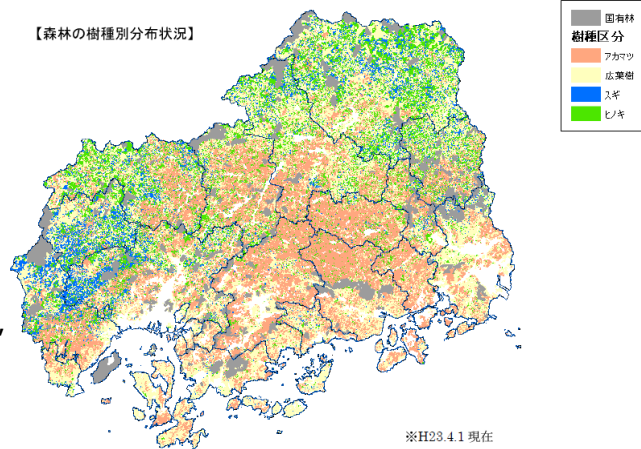 【森林の樹種別分布状況】
国有林
樹種区分
アカマツ
広葉樹
スギ
ヒノキ
※H23.4.1 現在